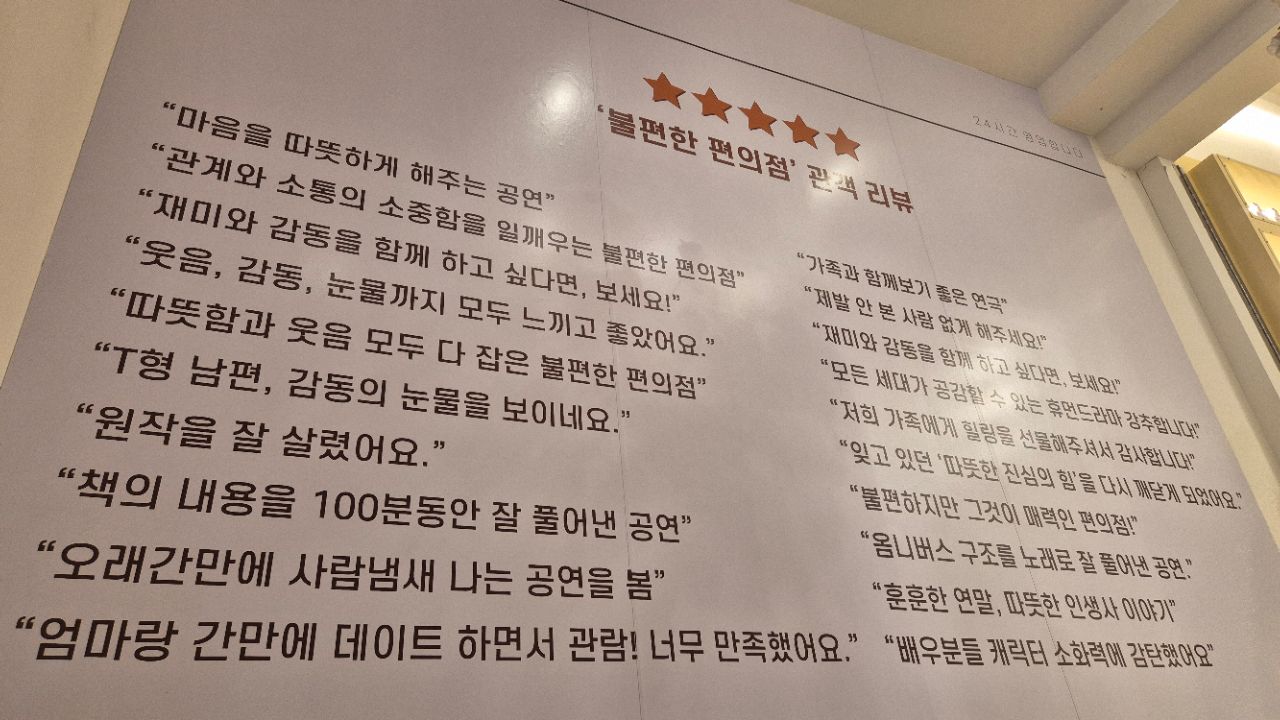 24시간 영업합니다
'불편한 편의점' 관객 리뷰
"마음을 따뜻하게 해주는 공연"
"관계와 소통의 소중함을 일깨우는 불편한 편의점"
"재미와 감동을 함께 하고 싶다면, 보세요!"
"웃음, 감동, 눈물까지 모두 느끼고 좋았어요."
"따뜻함과 웃음 모두 다 잡은 불편한 편의점"
"T형 남편, 감동의 눈물을 보이네요."
"원작을 잘 살렸어요."
"책의 내용을 100분동안 잘 풀어낸 공연"
"오래간만에 사람냄새 나는 공연을 봄"
"엄마랑 간만에 데이트 하면서 관람! 너무 만족했어요."
"가족과 함께보기 좋은 연극"
"제발 안 본 사람 없게 해주세요!"
"재미와 감동을 함께 하고 싶다면, 보세요!"
"모든 세대가 공감할 수 있는 휴먼드라마 강추합니다!"
"저희 가족에게 힐링을 선물해주셔서 감사합니다!"
"잊고 있던 '따뜻한 진심의 힘'을 다시 깨닫게 되었어요."
"불편하지만 그것이 매력인 편의점!"
"옴니버스 구조를 노래로 잘 풀어낸 공연."
"훈훈한 연말, 따뜻한 인생사 이야기"
"배우분들 캐릭터 소화력에 감탄했어요"